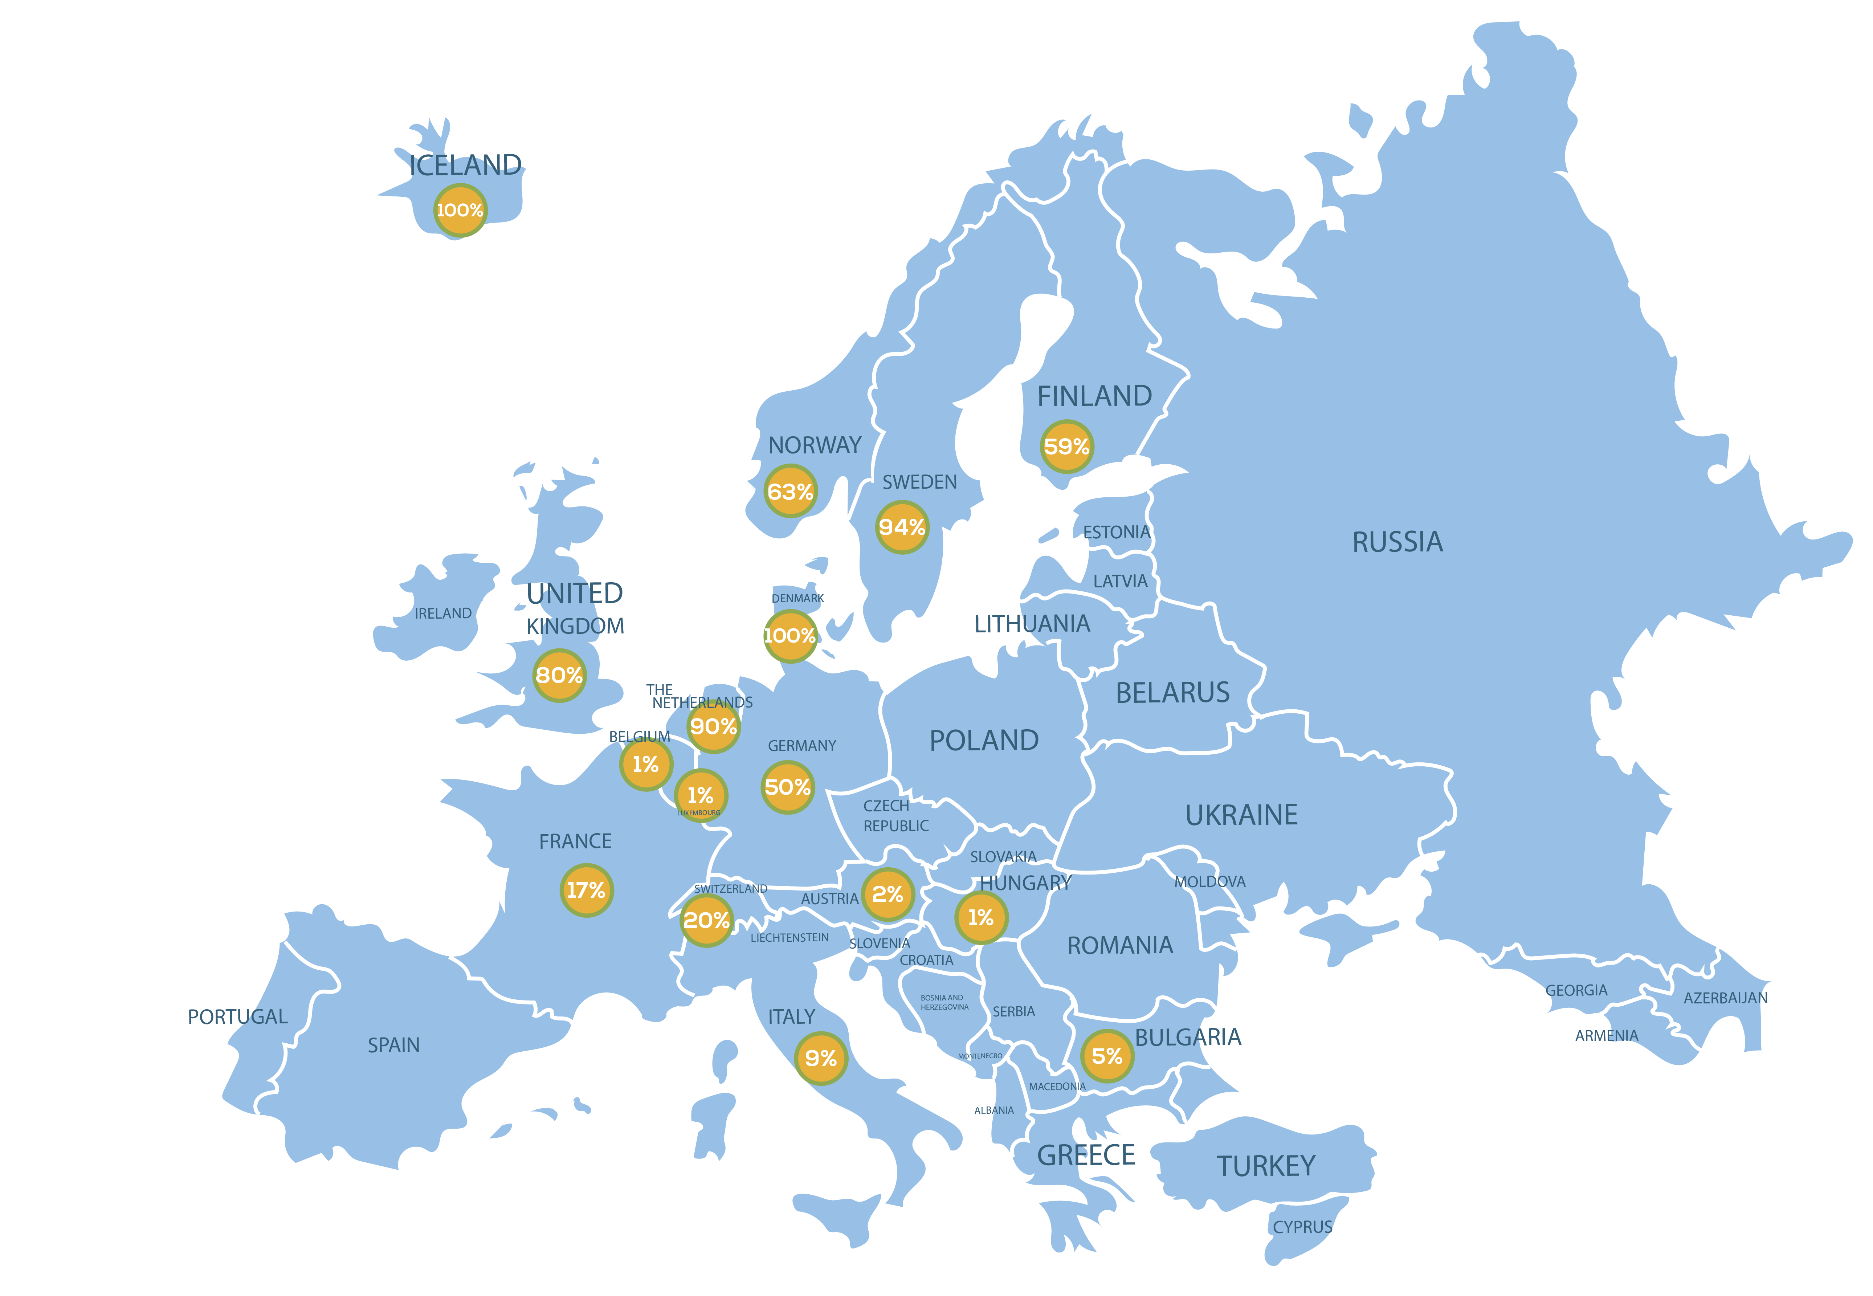 ICELAND
100%
FINLAND
59%
NORWAY
63%
SWEDEN
94%
ESTONIA
RUSSIA
LATVIA
LITHUANIA
IRELAND
UNITED
KINGDOM
80%
DENMARK
100%
THE
NETHERLANDS
90%
BELGIUM
1%
1%
LUXEMBOURG
GERMANY
50%
POLAND
BELARUS
CZECH
REPUBLIC
UKRAINE
SLOVAKIA
FRANCE
17%
SWITZERLAND
20%
AUSTRIA
2%
HUNGARY
1%
MOLDOVA
LIECHTENSTEIN
SLOVENIA
CROATIA
ROMANIA
BOSNIA AND
HERZEGOVINA
SERBIA
GEORGIA
AZERBAIJAN
ARMENIA
PORTUGAL
SPAIN
ITALY
9%
BULGARIA
5%
MONTENEGRO
MACEDONIA
ALBANIA
GREECE
TURKEY
CYPRUS